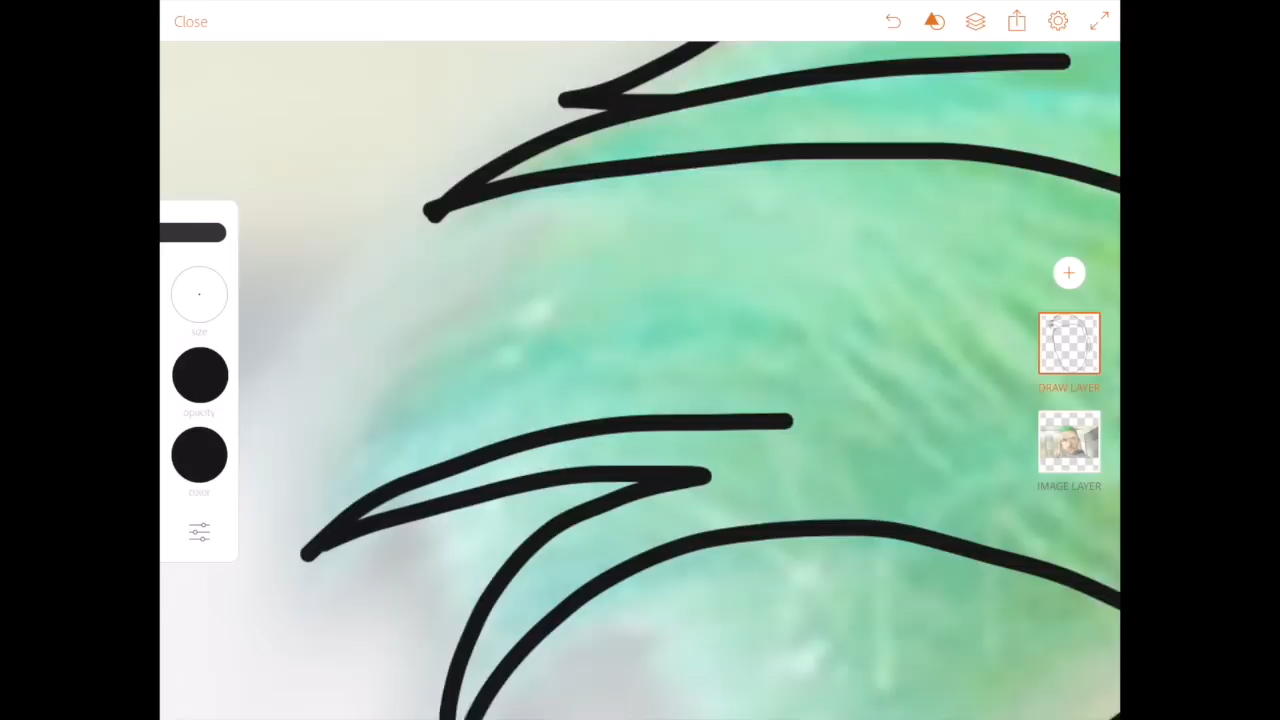 Close
size
opacity
color
DRAW LAYER
IMAGE LAYER